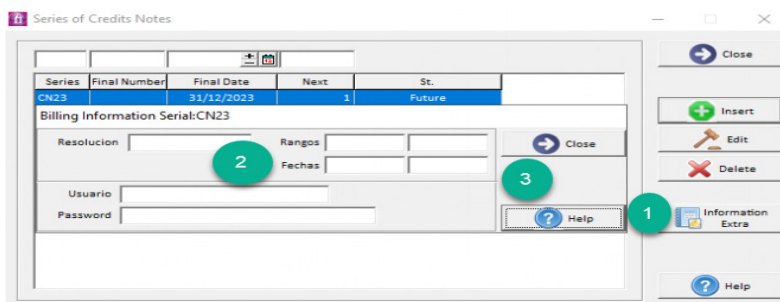 fr Series of Credits Notes
Close
Series Final Number Final Date Next St.
CN23 31/12/2023 1 Future
Insert
Billing Information Serial:CN23
Resolucion Rangos Close
Edit
2 Fechas
3
Delete
Usuario
Password Help
1 Information Extra
Help